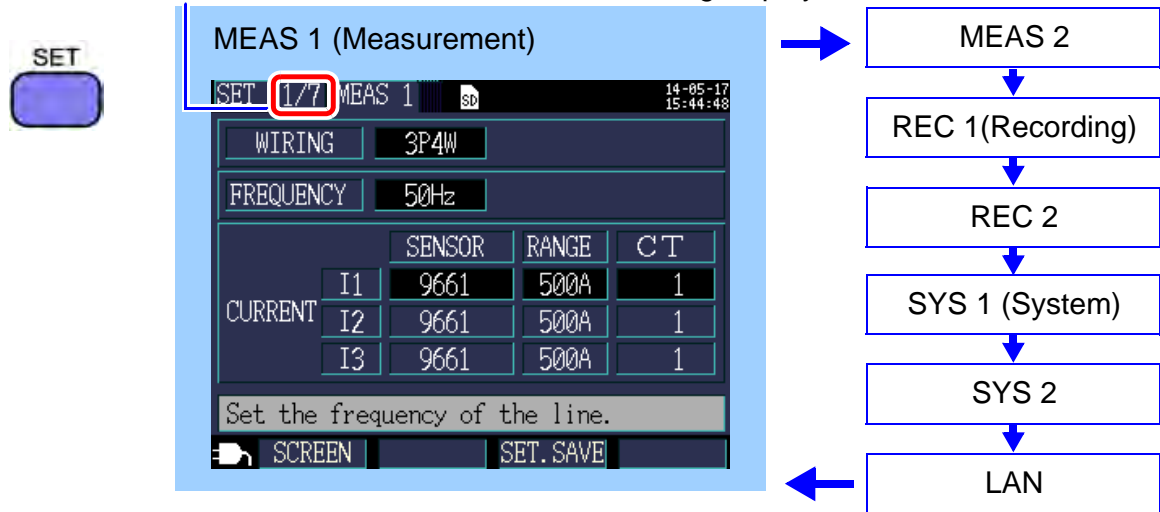 SET
MEAS 1 (Measurement)
SET 1/7 MEAS 1 SD 14-05-17
15:44:48
WIRING 3P4W
FREQUENCY 50Hz
SENSOR RANGE CT
CURRENT
I1 9661 500A 1
I2 9661 500A 1
I3 9661 500A 1
Set the frequency of the line.
SCREEN SET.SAVE
MEAS 2
REC 1(Recording)
REC 2
SYS 1 (System)
SYS 2
LAN